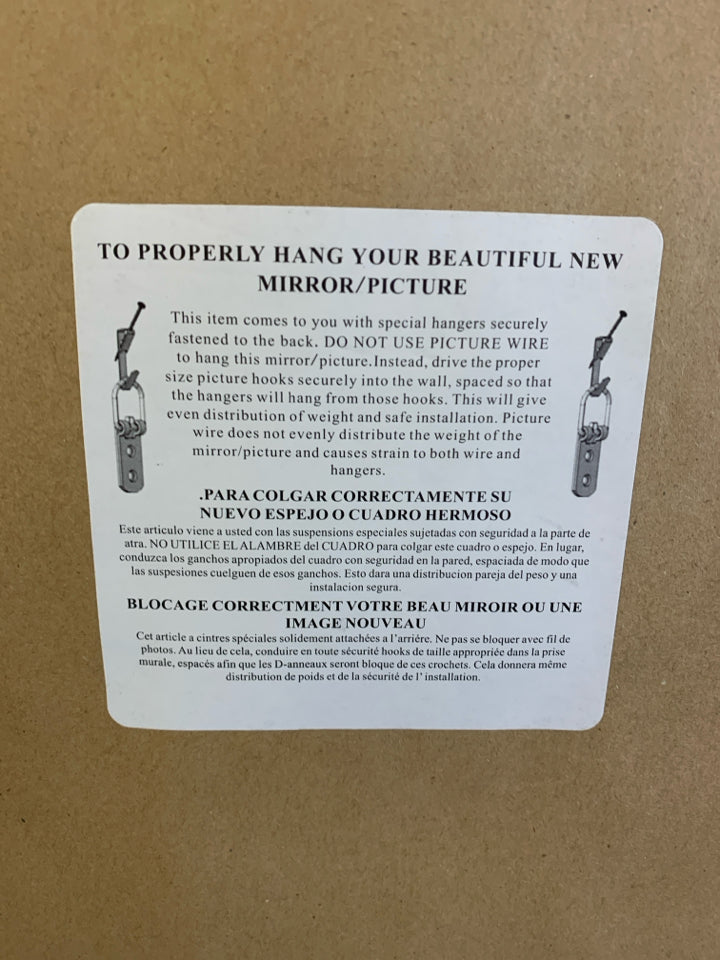 TO PROPERLY HANG YOUR BEAUTIFUL NEW
MIRROR/PICTURE
This item comes to you with special hangers securely
fastened to the back. DO NOT USE PICTURE WIRE
to hang this mirror/picture.Instead, drive the proper
size picture hooks securely into the wall, spaced so that
the hangers will hang from those hooks. This will give
even distribution of weight and safe installation. Picture
wire does not evenly distribute the weight of the
mirror/picture and causes strain to both wire and
hangers.
.PARA COLGAR CORRECTAMENTE SU
NUEVO ESPEJO O CUADRO HERMOSO
Este articulo viene a usted con las suspensions especiales sujetadas con seguridad a la parte de
atra. NO UTILICE EL ALAMBRE del CUADRO para colgar este cuadro o espejo. En lugar,
conduzca los ganchos apropiados del cuadro con seguridad en la pared, espaciada de modo que
las suspesiones cuelguen de esos ganchos. Esto dara una distribucion pareja del peso y una
instalacion segura.
BLOCAGE CORRECTMENT VOTRE BEAU MIROIR OU UNE
IMAGE NOUVEAU
Cet article a cintres spéciales solidement attachées a l'arriére. Ne pas se bloquer avec fil de
photos. Au lieu de cela, conduire en toute sécurité hooks de taille appropriée dans la prise
murale, espacés afin que les D-anneaux seront bloque de ces crochets. Cela donnera même
distribution de poids et de la sécurité de l' installation.